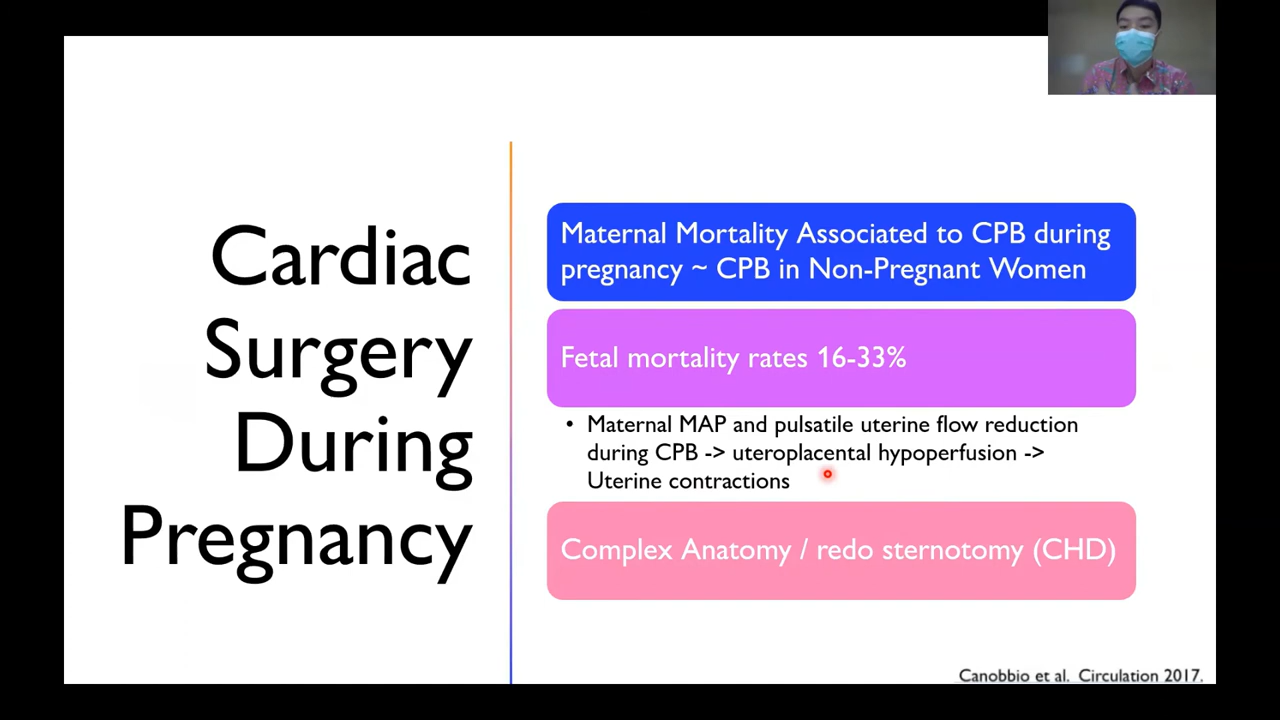 Cardiac
Surgery
During
Pregnancy
Maternal Mortality Associated to CPB during
pregnancy ~ CPB in Non-Pregnant Women
Fetal mortality rates 16-33%
• Maternal MAP and pulsatile uterine flow reduction
during CPB -> uteroplacental hypoperfusion ->
Uterine contractions
Complex Anatomy / redo sternotomy (CHD)
Canobbio et al. Circulation 2017.